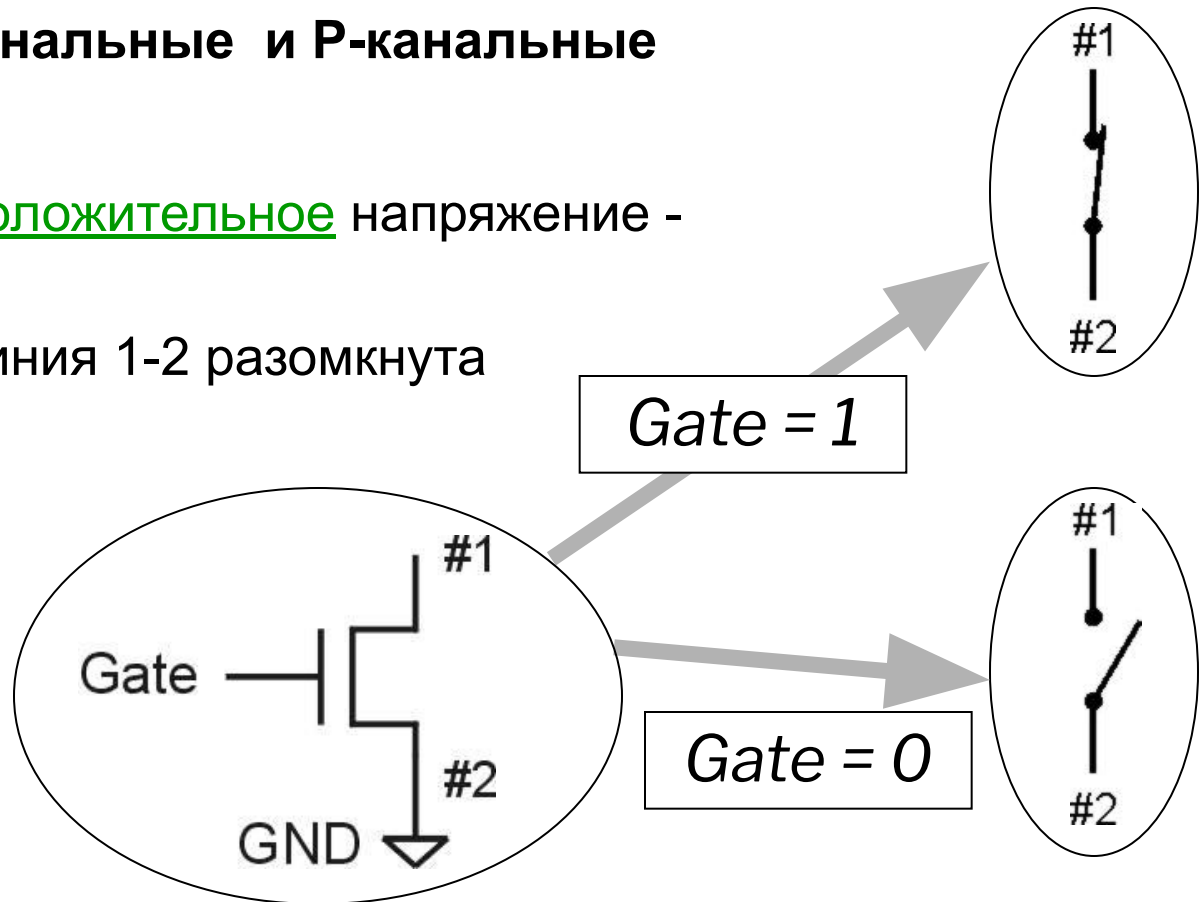 нальные и Р-канальные
оложительное напряжение -
иния 1-2 разомкнута
#1
#2
Gate = 1
#1
Gate
#2
GND
Gate = 0
#1
#2